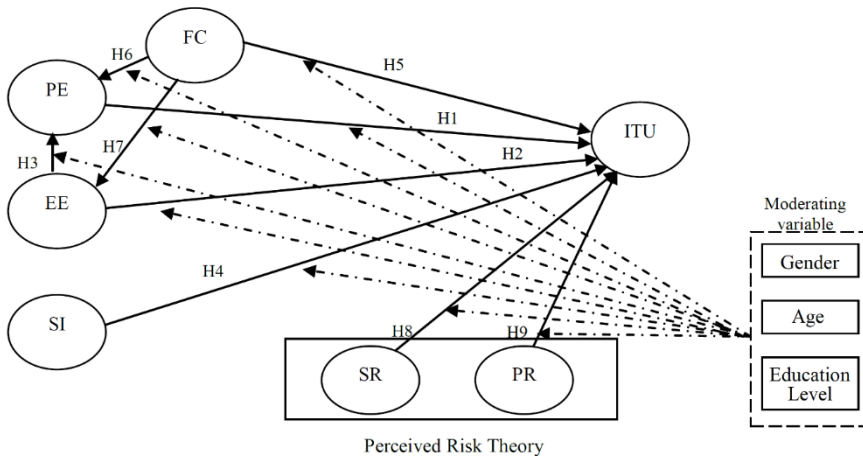 FC
H6
H5
PE
H1
ITU
H7
H3
H2
EE
Moderating
variable
Gender
H4
SI
Age
H8
H9
SR
PR
Education
Level
Perceived Risk Theory